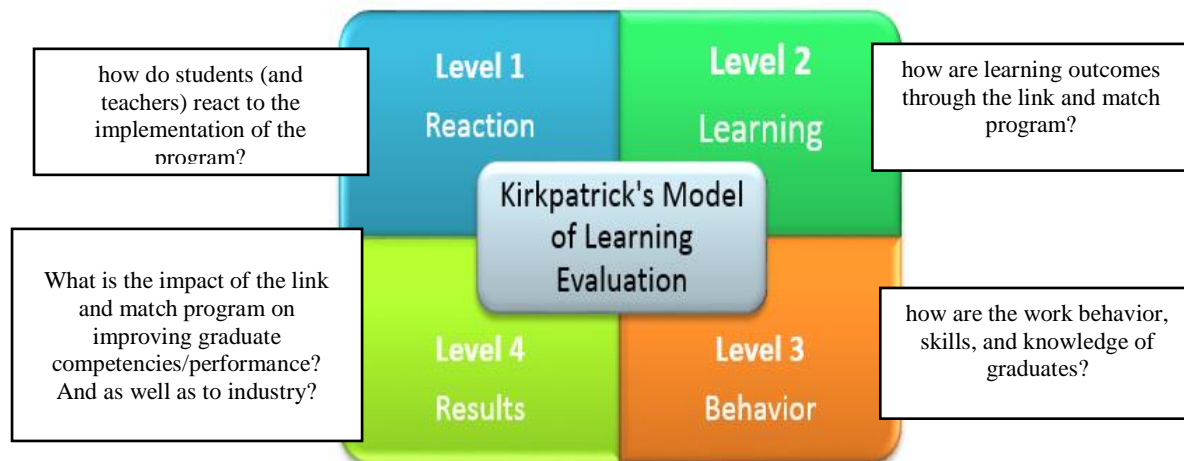 how do students (and
teachers) react to the
implementation of the
program?
Level 1
Reaction
Level 2
Learning
how are learning outcomes
through the link and match
program?
Kirkpatrick's Model
of Learning
Evaluation
What is the impact of the link
and match program on
improving graduate
competencies/performance?
And as well as to industry?
Level 4
Results
Level 3
Behavior
how are the work behavior,
skills, and knowledge of
graduates?